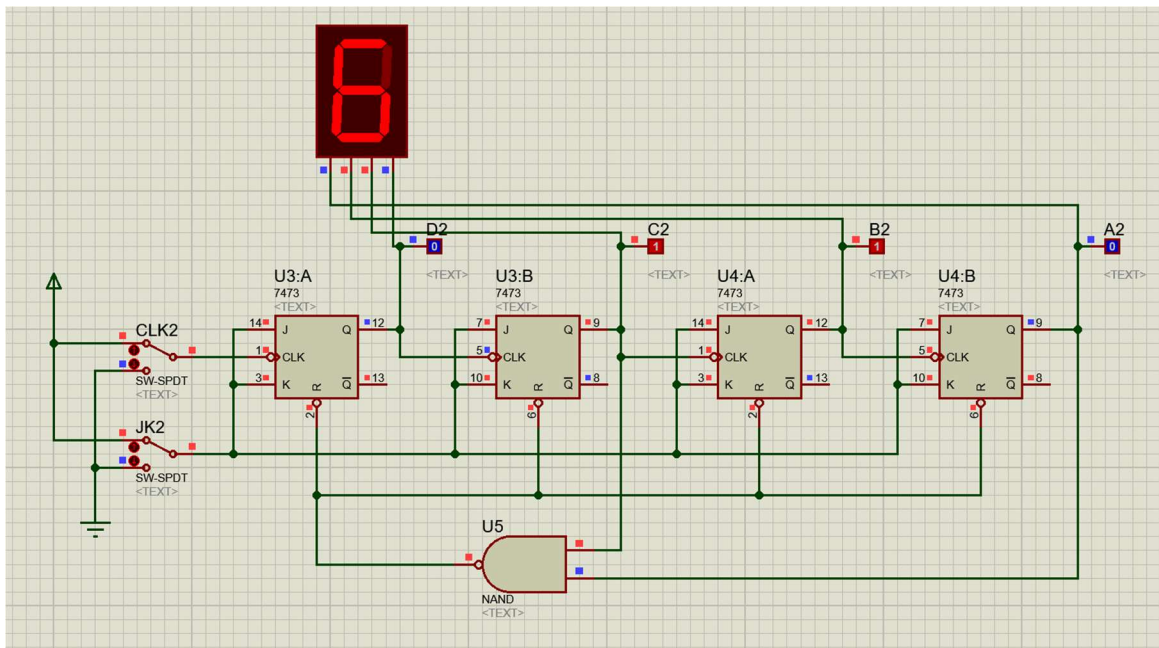 6
D2
C2
B2
A2
0
1
1
0
<TEXT>
<TEXT>
<TEXT>
<TEXT>
U3:A
7473
<TEXT>
U3:B
7473
<TEXT>
U4:A
7473
<TEXT>
U4:B
7473
<TEXT>
CLK2
SW-SPDT
<TEXT>
JK2
SW-SPDT
<TEXT>
14 J Q 12
1 CLK
3 K Q 13
R
2
7 J Q 9
5 CLK
10 K Q 8
R
6
14 J Q 12
1 CLK
3 K Q 13
R
2
7 J Q 9
5 CLK
10 K Q 8
R
6
U5
NAND
<TEXT>